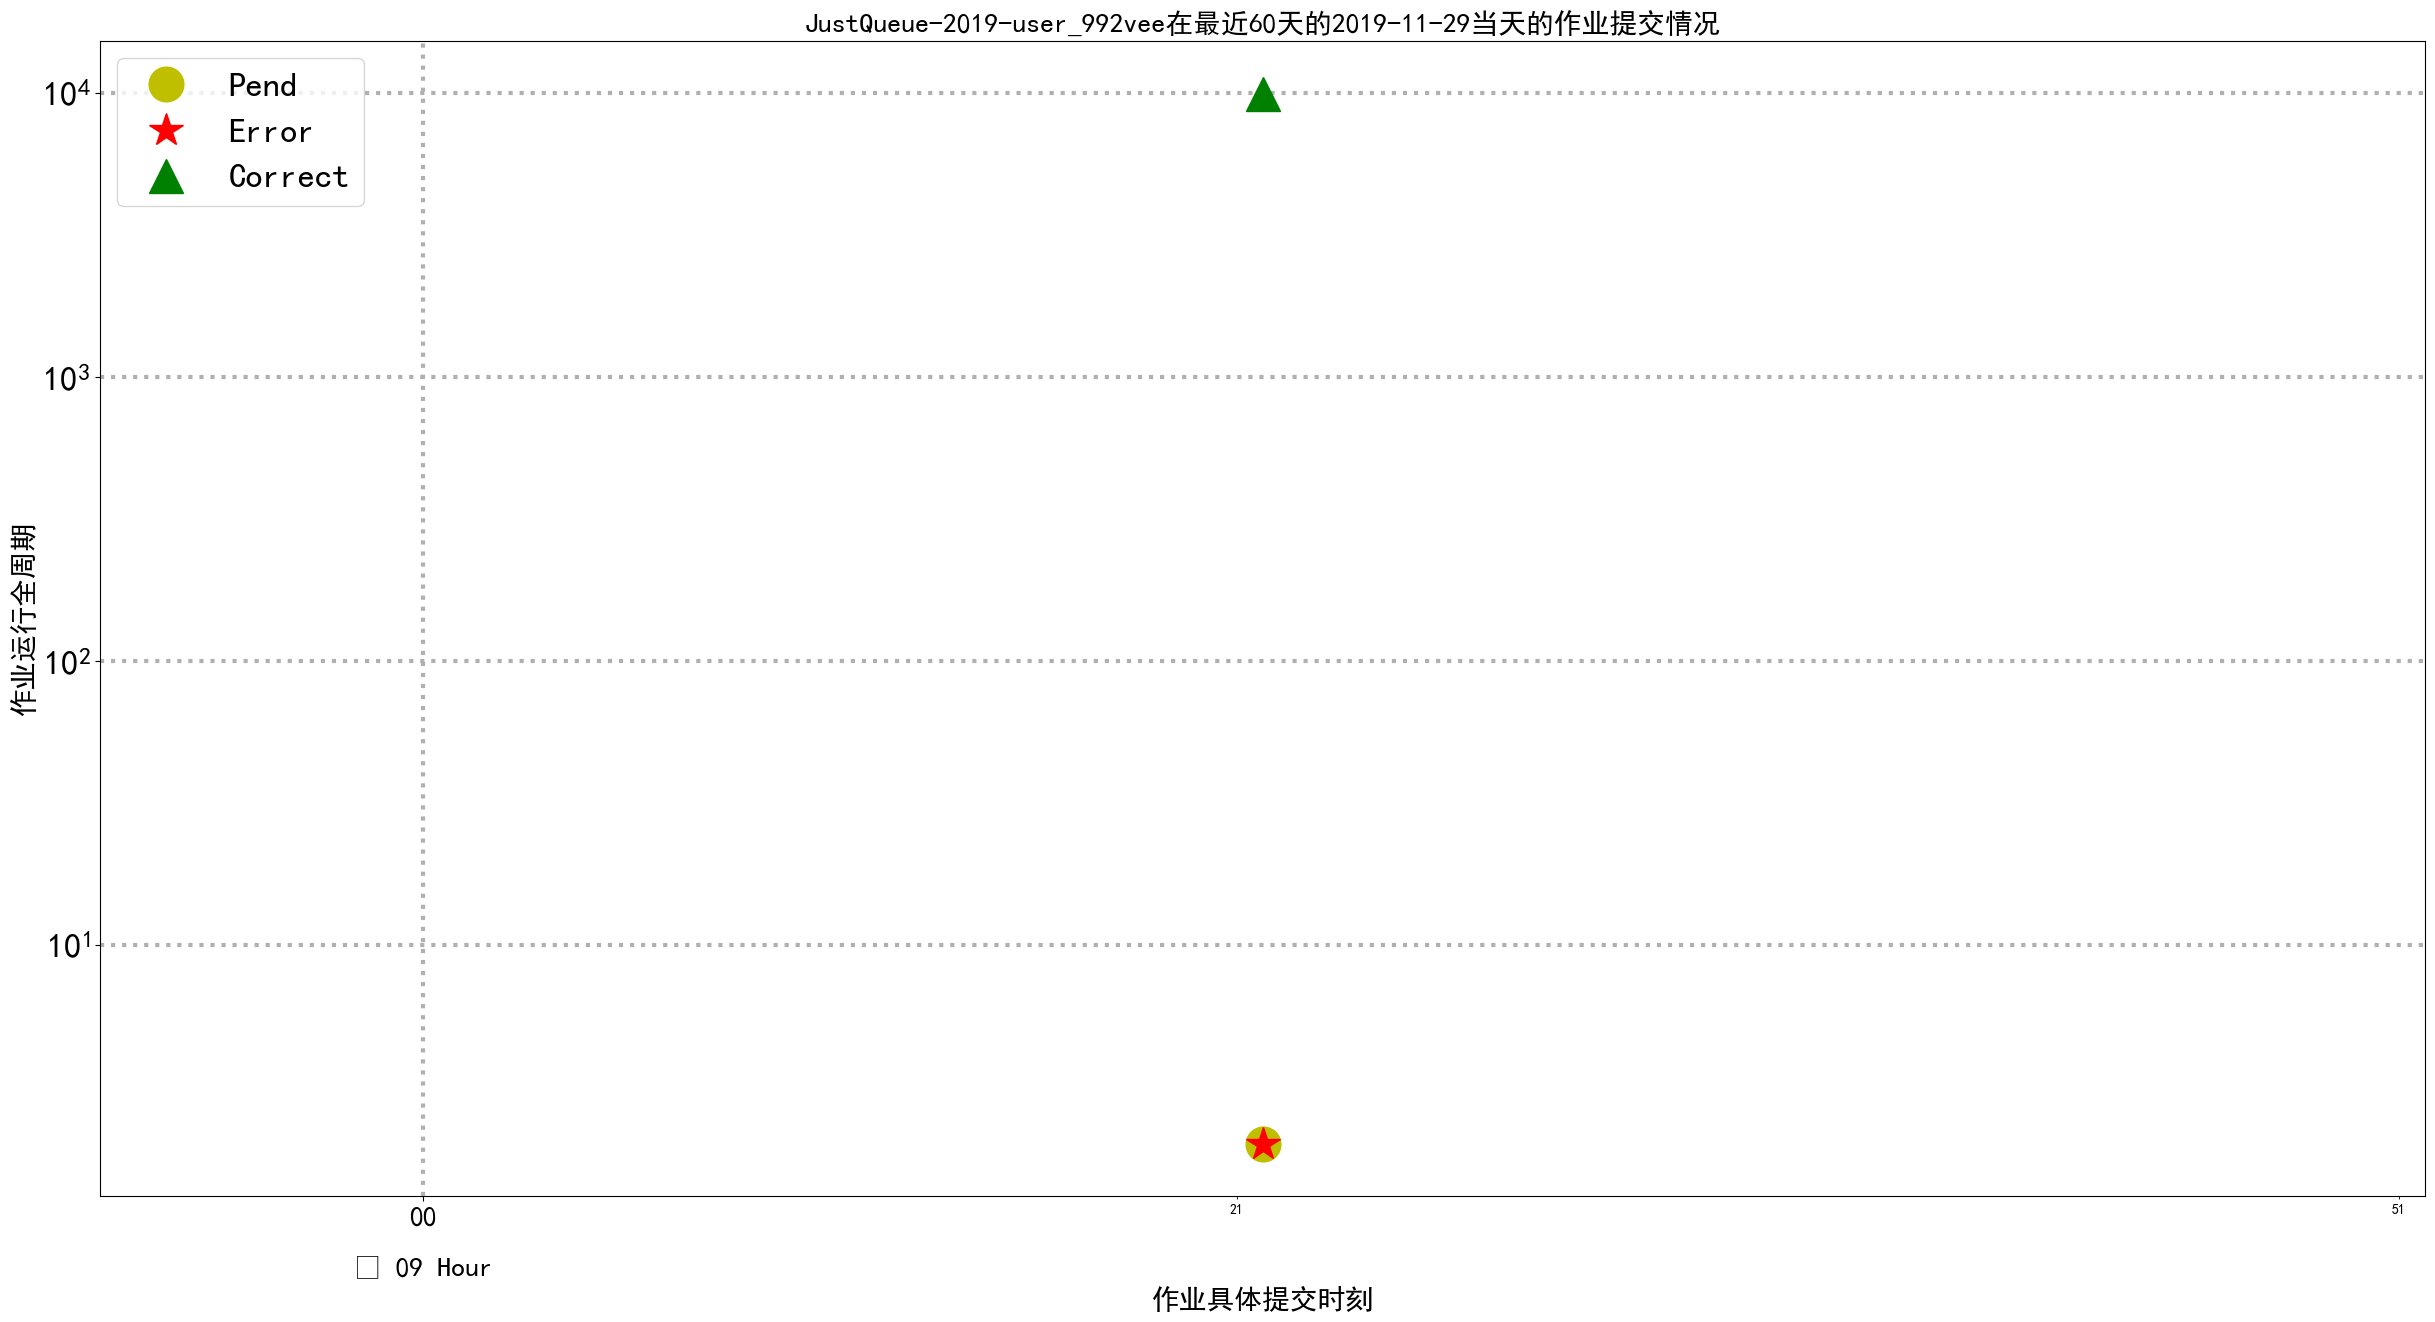 JustQueue-2019-user_992vee在最近60天的2019-11-29当天的作业提交情况
Pend
Error
Correct
10⁴
10³
10²
10¹
作业运行全周期
00
21
51
□ 09 Hour
作业具体提交时刻